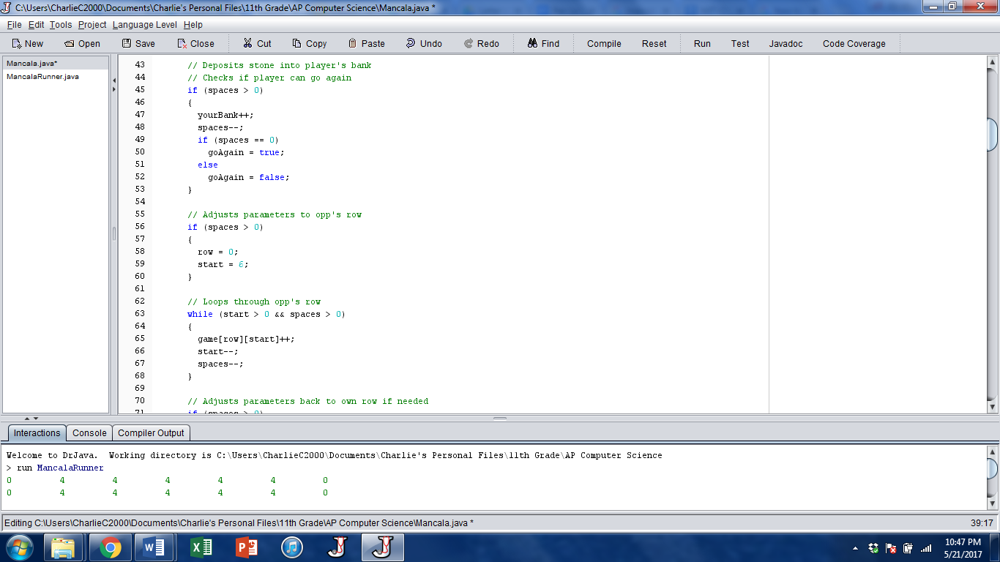 C:\Users\CharlieC2000\Documents\Charlie's Personal Files\11th Grade\AP Computer Science\Mancala.java *
File Edit Tools Project Language Level Help
New Open Save Close Cut Copy Paste Undo Redo Find Compile Reset Run Test Javadoc Code Coverage
Mancala.java*
MancalaRunner.java
43 // Deposits stone into player's bank
44 // Checks if player can go again
45 if (spaces > 0)
46 {
47 yourBank++;
48 spaces--;
49 if (spaces == 0)
50 goAgain = true;
51 else
52 goAgain = false;
53 }
54
55 // Adjusts parameters to opp's row
56 if (spaces > 0)
57 {
58 row = 0;
59 start = 6;
60 }
61
62 // Loops through opp's row
63 while (start > 0 && spaces > 0)
64 {
65 game[row][start]++;
66 start--;
67 spaces--;
68 }
69
70 // Adjusts parameters back to own row if needed
71 if (spaces > 0)
Interactions Console Compiler Output
Welcome to DrJava.  Working directory is C:\Users\CharlieC2000\Documents\Charlie's Personal Files\11th Grade\AP Computer Science
> run MancalaRunner
0 4 4 4 4 4 0
0 4 4 4 4 4 0
Editing C:\Users\CharlieC2000\Documents\Charlie's Personal Files\11th Grade\AP Computer Science\Mancala.java * 39:17
10:47 PM
5/21/2017